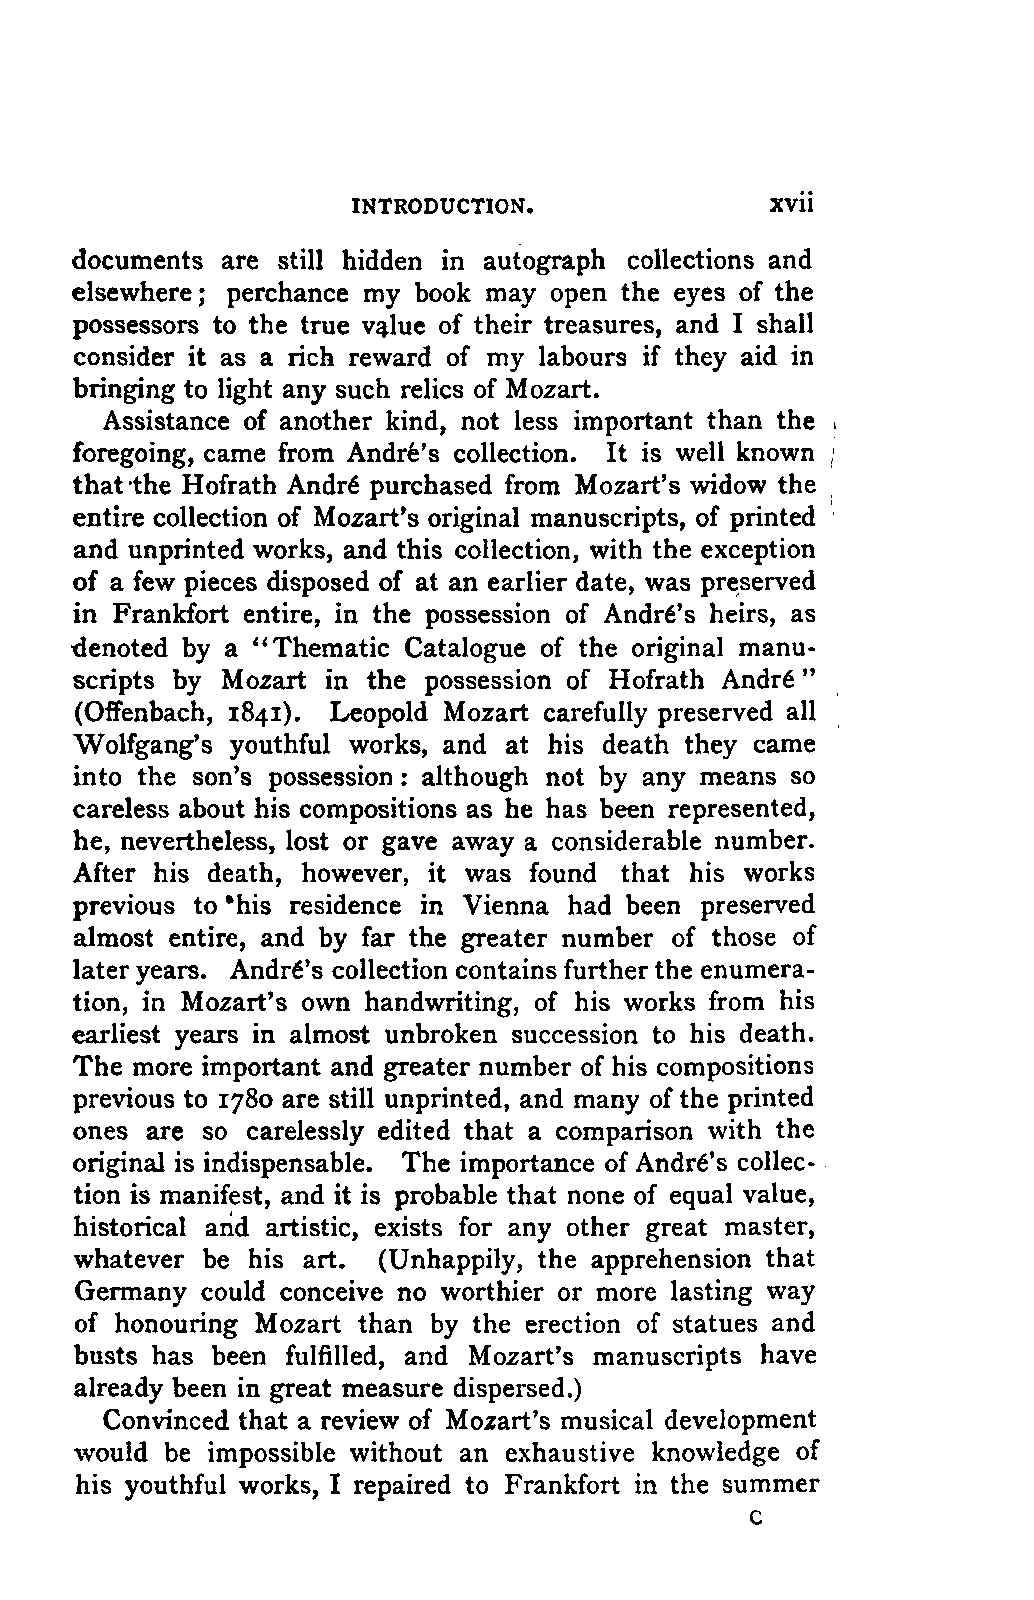 INTRODUCTION. xvii
documents are still hidden in autograph collections and
elsewhere; perchance my book may open the eyes of the
possessors to the true value of their treasures, and I shall
consider it as a rich reward of my labours if they aid in
bringing to light any such relics of Mozart.
Assistance of another kind, not less important than the
foregoing, came from André's collection. It is well known
that the Hofrath André purchased from Mozart's widow the
entire collection of Mozart's original manuscripts, of printed
and unprinted works, and this collection, with the exception
of a few pieces disposed of at an earlier date, was preserved
in Frankfort entire, in the possession of André's heirs, as
denoted by a "Thematic Catalogue of the original manu-
scripts by Mozart in the possession of Hofrath André"
(Offenbach, 1841). Leopold Mozart carefully preserved all
Wolfgang's youthful works, and at his death they came
into the son's possession: although not by any means so
careless about his compositions as he has been represented,
he, nevertheless, lost or gave away a considerable number.
After his death, however, it was found that his works
previous to his residence in Vienna had been preserved
almost entire, and by far the greater number of those of
later years. André's collection contains further the enumera-
tion, in Mozart's own handwriting, of his works from his
earliest years in almost unbroken succession to his death.
The more important and greater number of his compositions
previous to 1780 are still unprinted, and many of the printed
ones are so carelessly edited that a comparison with the
original is indispensable. The importance of André's collec-
tion is manifest, and it is probable that none of equal value,
historical and artistic, exists for any other great master,
whatever be his art. (Unhappily, the apprehension that
Germany could conceive no worthier or more lasting way
of honouring Mozart than by the erection of statues and
busts has been fulfilled, and Mozart's manuscripts have
already been in great measure dispersed.)
Convinced that a review of Mozart's musical development
would be impossible without an exhaustive knowledge of
his youthful works, I repaired to Frankfort in the summer
C